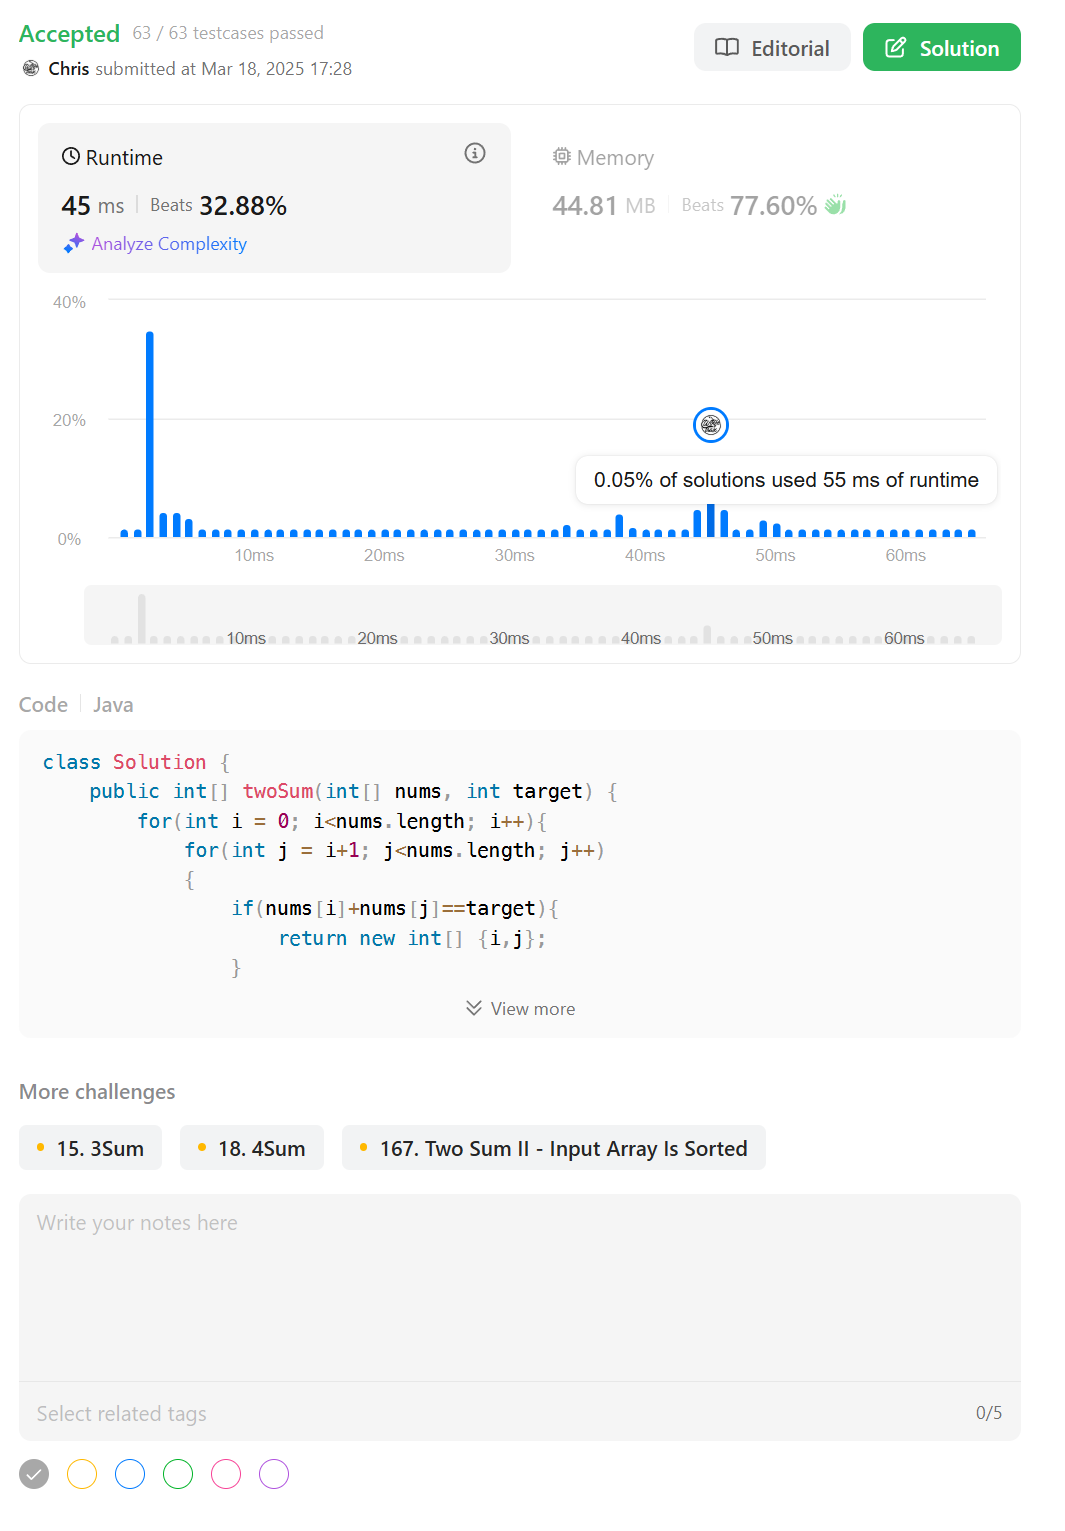 Accepted 63 / 63 testcases passed
Editorial
Solution
Chris submitted at Mar 18, 2025 17:28
Runtime
45 ms Beats 32.88%
Analyze Complexity
Memory
44.81 MB Beats 77.60%
40%
20%
0%
0.05% of solutions used 55 ms of runtime
10ms 20ms 30ms 40ms 50ms 60ms
10ms 20ms 30ms 40ms 50ms 60ms
Code Java
class Solution {
    public int[] twoSum(int[] nums, int target) {
        for(int i = 0; i<nums.length; i++){
            for(int j = i+1; j<nums.length; j++)
            {
                if(nums[i]+nums[j]==target){
                    return new int[] {i,j};
                }
View more
More challenges
15. 3Sum
18. 4Sum
167. Two Sum II - Input Array Is Sorted
Write your notes here
Select related tags 0/5